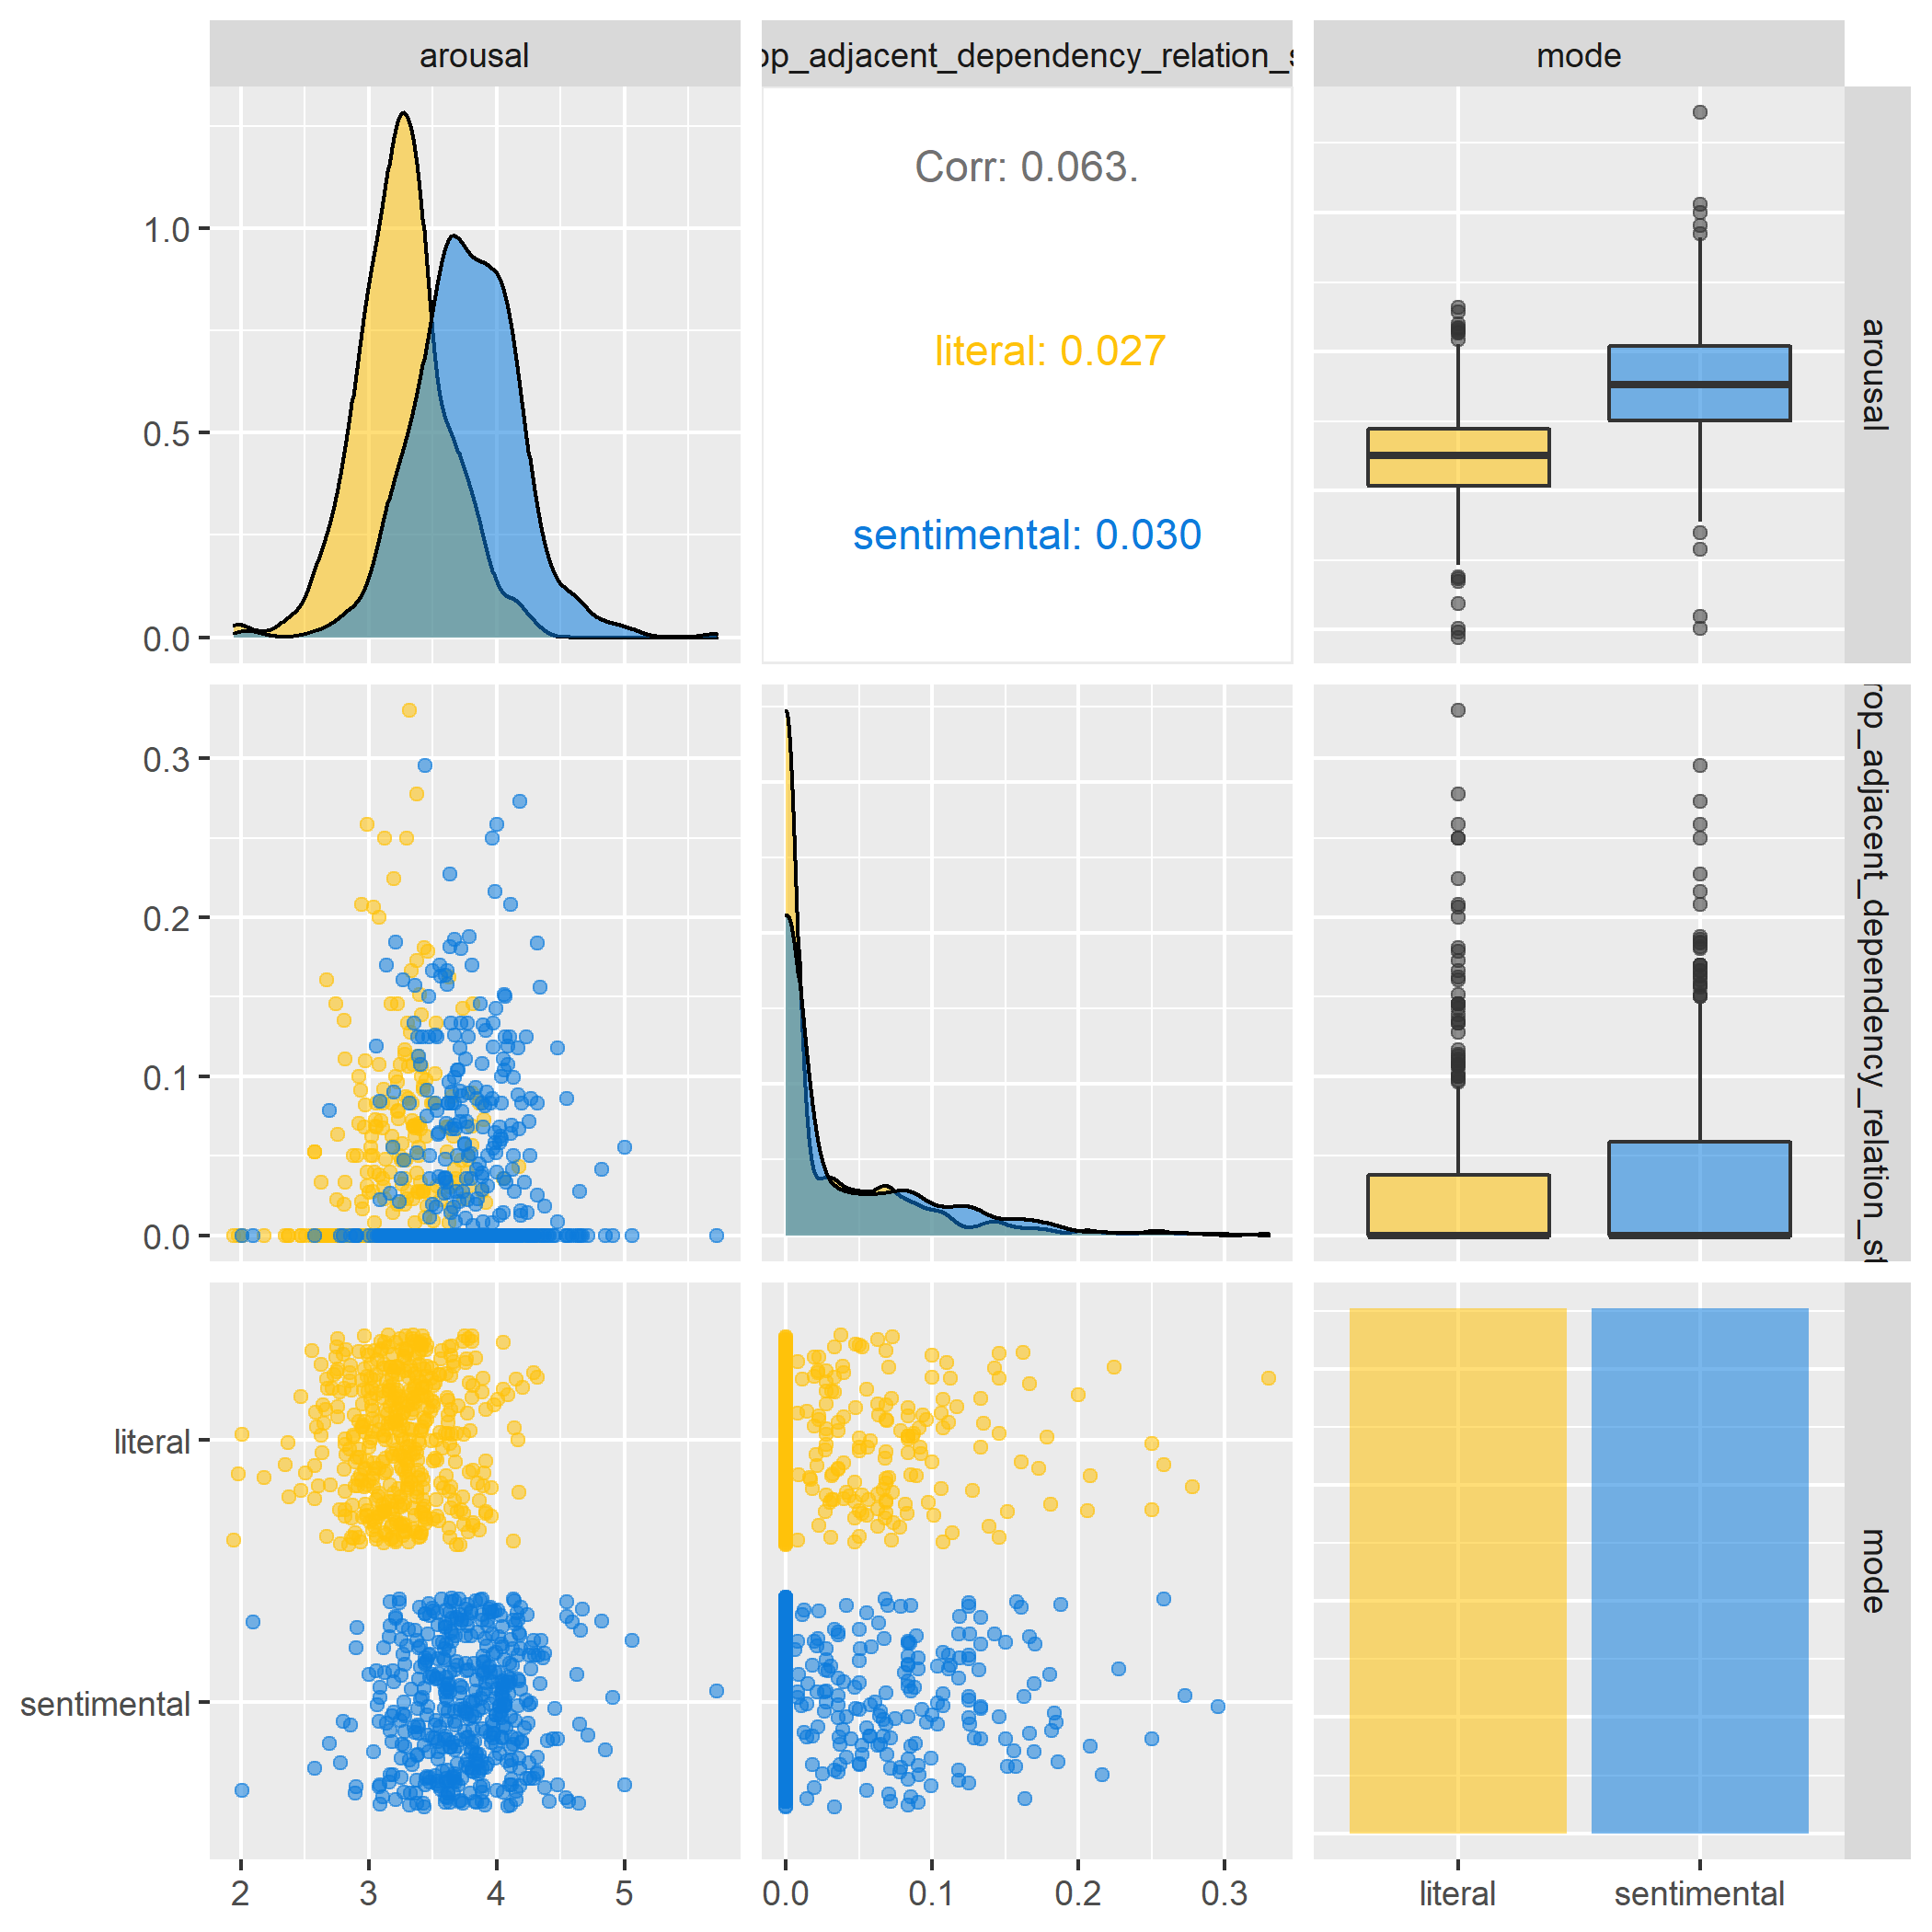 arousal
op_adjacent_dependency_relation_s
mode
1.0
0.5
0.0
Corr: 0.063.
literal: 0.027
sentimental: 0.030
arousal
0.3
0.2
0.1
0.0
rop_adjacent_dependency_relation_st
literal
sentimental
mode
2 3 4 5
0.0 0.1 0.2 0.3
literal sentimental